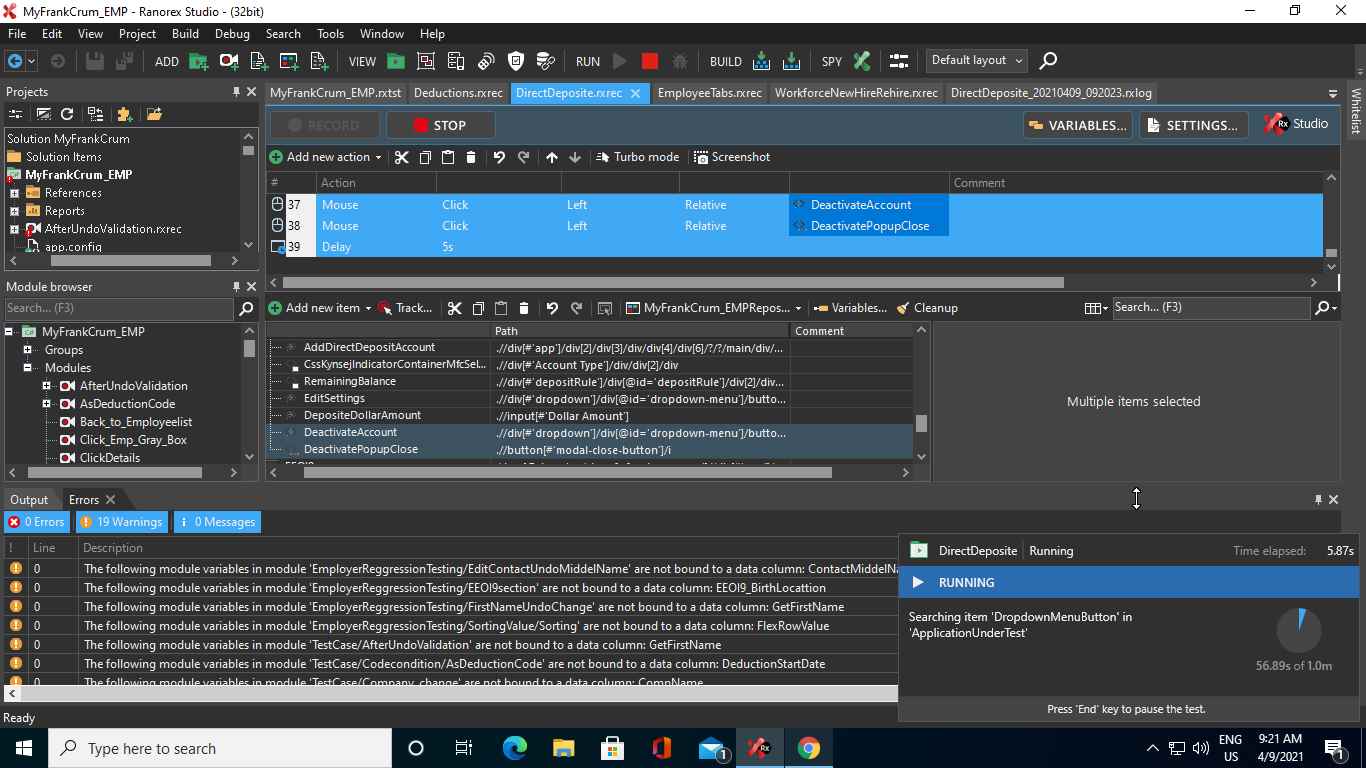 MyFrankCrum_EMP - Ranorex Studio - (32bit)
File Edit View Project Build Debug Search Tools Window Help
ADD VIEW RUN BUILD SPY Default layout
Projects
Solution MyFrankCrum
Solution Items
MyFrankCrum_EMP
References
Reports
AfterUndoValidation.rxrec
app.config
MyFrankCrum_EMP.rxtst Deductions.rxrec DirectDeposite.rxrec EmployeeTabs.rxrec WorkforceNewHireRehire.rxrec DirectDeposite_20210409_092023.rxlog
Whitelist
RECORD STOP VARIABLES... SETTINGS... Rx Studio
Add new action Turbo mode Screenshot
# Action Comment
37 Mouse Click Left Relative DeactivateAccount
38 Mouse Click Left Relative DeactivatePopupClose
39 Delay 5s
Module browser
Search... (F3)
MyFrankCrum_EMP
Groups
Modules
AfterUndoValidation
AsDeductionCode
Back_to_Employeelist
Click_Emp_Gray_Box
ClickDetails
Add new item Track... MyFrankCrum_EMPRepos... Variables... Cleanup Search... (F3)
Path Comment
AddDirectDepositAccount .//div[#'app']/div[2]/div[3]/div/div[4]/div[6]/?/?/main/div/...
CssKynsejIndicatorContainerMfcSel... .//div[#'Account Type']/div/div[2]/div
RemainingBalance .//div[#'depositRule']/div[@id='depositRule']/div[2]/div...
EditSettings .//div[#'dropdown']/div[@id='dropdown-menu']/butto...
DepositeDollarAmount .//input[#'Dollar Amount']
DeactivateAccount .//div[#'dropdown']/div[@id='dropdown-menu']/butto...
DeactivatePopupClose .//button[#'modal-close-button']/i
Multiple items selected
Output Errors
0 Errors 19 Warnings 0 Messages
! Line Description
0 The following module variables in module 'EmployerReggressionTesting/EditContactUndoMiddelName' are not bound to a data column: ContactMiddelNa
0 The following module variables in module 'EmployerReggressionTesting/EEOI9section' are not bound to a data column: EEOI9_BirthLocattion
0 The following module variables in module 'EmployerReggressionTesting/FirstNameUndoChange' are not bound to a data column: GetFirstName
0 The following module variables in module 'EmployerReggressionTesting/SortingValue/Sorting' are not bound to a data column: FlexRowValue
0 The following module variables in module 'TestCase/AfterUndoValidation' are not bound to a data column: GetFirstName
0 The following module variables in module 'TestCase/Codecondition/AsDeductionCode' are not bound to a data column: DeductionStartDate
0 The following module variables in module 'TestCase/Company_change' are not bound to a data column: CompName
DirectDeposite Running Time elapsed: 5.87s
RUNNING
Searching item 'DropdownMenuButton' in
'ApplicationUnderTest'
56.89s of 1.0m
Press 'End' key to pause the test.
Ready
Type here to search
1
Rx
ENG
US
9:21 AM
4/9/2021
1